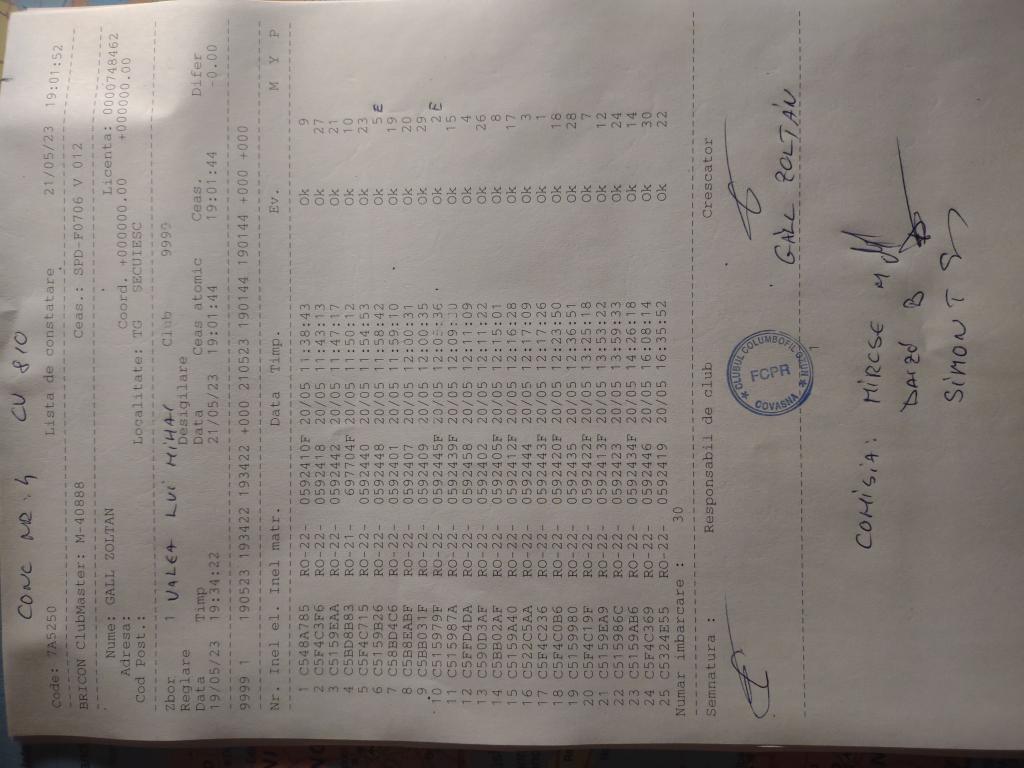 CONC NR. 4 CU 810
Code: 7A5250 Lista de constatare 21/05/23 19:01:52
BRICON ClubMaster: M-40888 Ceas.: SPD-F0706 V 012
Nume: GALL ZOLTAN Licenta: 0000748462
Adresa: Coord. +000000.00 +000000.00
Cod Post.: Localitate: TG SECUIESC
Zbor 1 VALEA LUI MIHAI Club 9999
Reglare Desigilare
Data Timp Data Ceas atomic Ceas. Difer
19/05/23 19:34:22 21/05/23 19:01:44 19:01:44 -0.00
9999 1 190523 193422 193422 +000 210523 190144 190144 +000 +000
Nr. Inel el. Inel matr. Data Timp. Ev. M Y P
1 C548A785 RO-22- 0592410F 20/05 11:38:43 Ok 9
2 C5F4C3F6 RO-22- 0592416 20/05 11:43:13 Ok 27
3 C5159EAA RO-22- 0592442 20/05 11:47:17 Ok 21
4 C5BD8B83 RO-21- 697704F 20/05 11:50:12 Ok 10
5 C5F4C715 RO-22- 0592440 20/05 11:54:53 Ok 23
6 C5159B26 RO-22- 0592448 20/05 11:58:42 Ok 5 E
7 C58BD4C6 RO-22- 0592401 20/05 11:59:10 Ok 19
8 C5B8EABF RO-22- 0592407 20/05 12:00:31 Ok 20
9 C5BB031F RO-22- 0592409 20/05 12:00:35 Ok 29
10 C515979F RO-22- 0592445F 20/05 Ok 2 E
11 C515987A RO-22- 0592439F 20/05 Ok 15
12 C5FFD4DA RO-22- 0592458 20/05 12:11:09 Ok 4
13 C590D3AF RO-22- 0592402 20/05 12:11:22 Ok 26
14 C5BB02AF RO-22- 0592405F 20/05 12:15:01 Ok 8
15 C5159A40 RO-22- 0592412F 20/05 12:16:28 Ok 17
16 C522C5AA RO-22- 0592444 20/05 12:17:09 Ok 3
17 C5F4C236 RO-22- 0592443F 20/05 12:17:26 Ok 1
18 C5F4C0B6 RO-22- 0592420F 20/05 12:23:50 Ok 18
19 C5159980 RO-22- 0592435 20/05 12:36:51 Ok 28
20 C5F4C19F RO-22- 0592422F 20/05 13:28:18 Ok 7
21 C5159EA9 RO-22- 0592413F 20/05 13:53:22 Ok 12
22 C515986C RO-22- 0592423 20/05 13:59:33 Ok 24
23 C5159AB6 RO-22- 0592434F 20/05 14:26:18 Ok 14
24 C5F4C369 RO-22- 0592446 20/05 16:08:14 Ok 30
25 C5324E55 RO-22- 0592419 20/05 16:35:52 Ok 22
Numar imbarcare : 30
Semnatura : Responsabil de club Crescator
CLUBUL COLUMBOFIL
FCPR
COVASNA
GÁLL ZOLTÁN
COMISIA: MIRCSE M
B
SIMON T